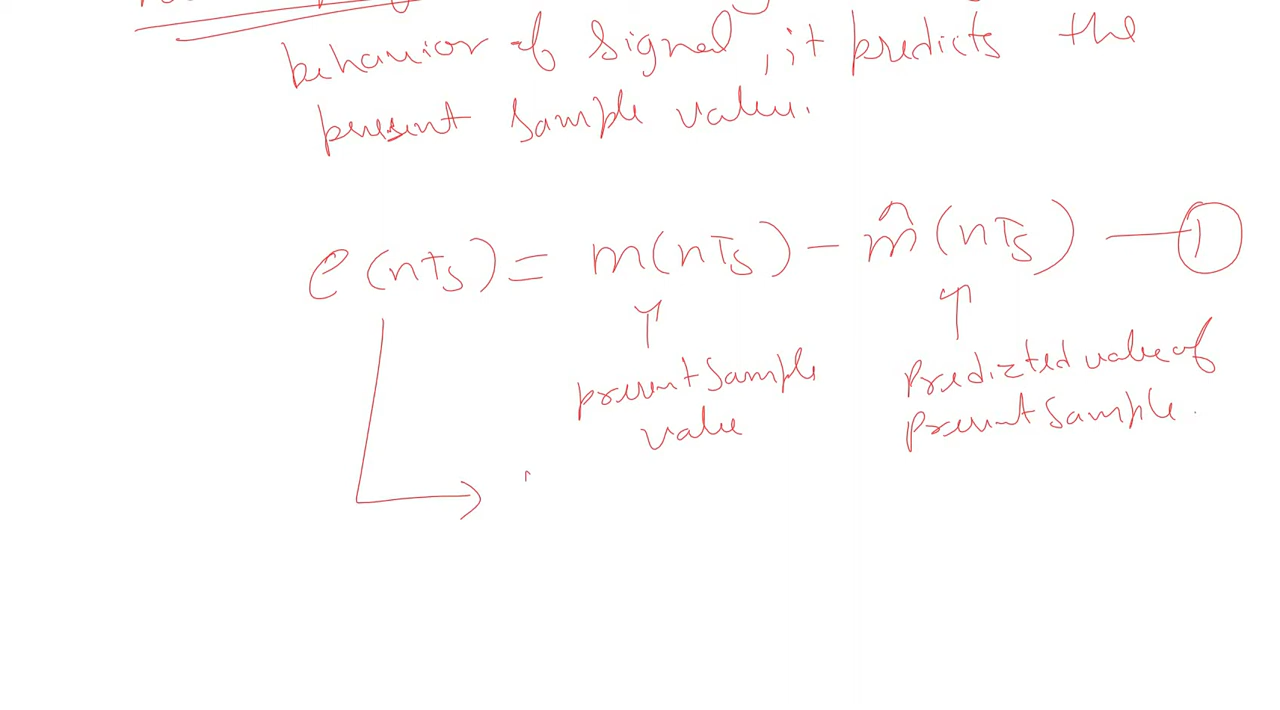 behavior of signal, it predicts the
present sample value.
e(nTs) = m(nTs) - m̂(nTs) — 1
present sample
value
Predicted value of
present sample.